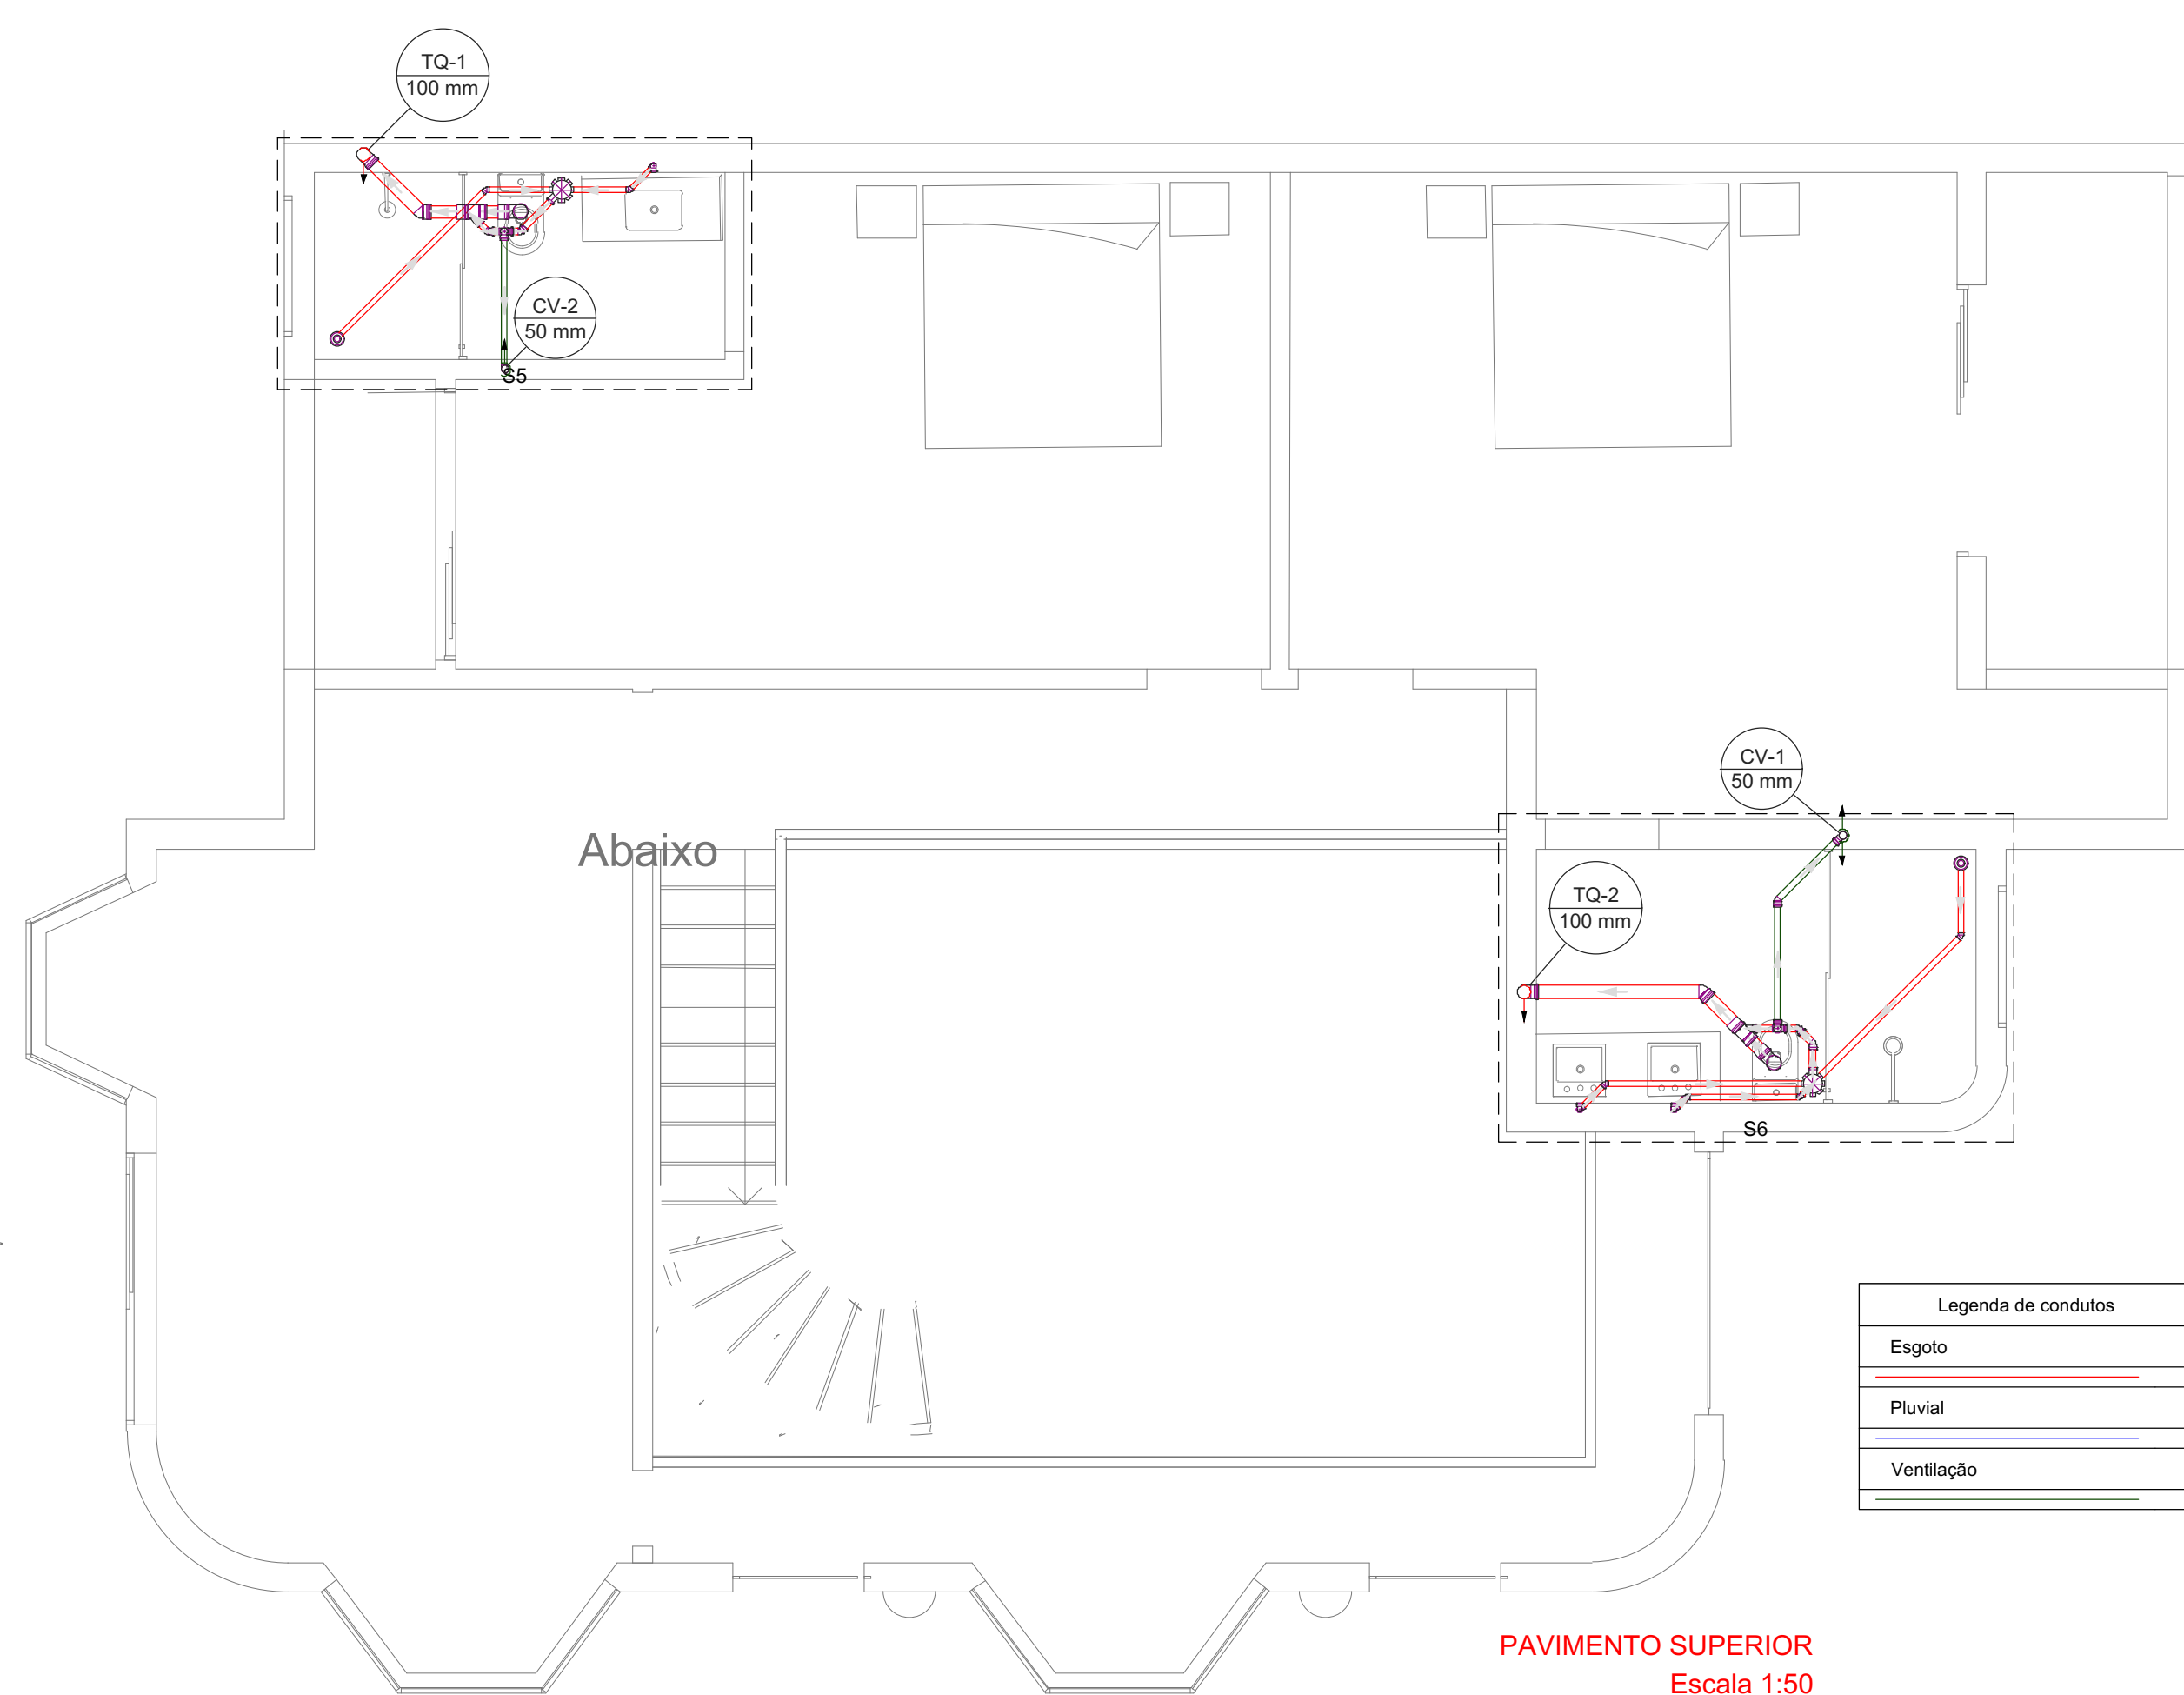 TQ-1
100 mm
CV-2
50 mm
S5
CV-1
50 mm
Abaixo
TQ-2
100 mm
S6
Legenda de condutos
Esgoto
Pluvial
Ventilação
PAVIMENTO SUPERIOR
Escala 1:50